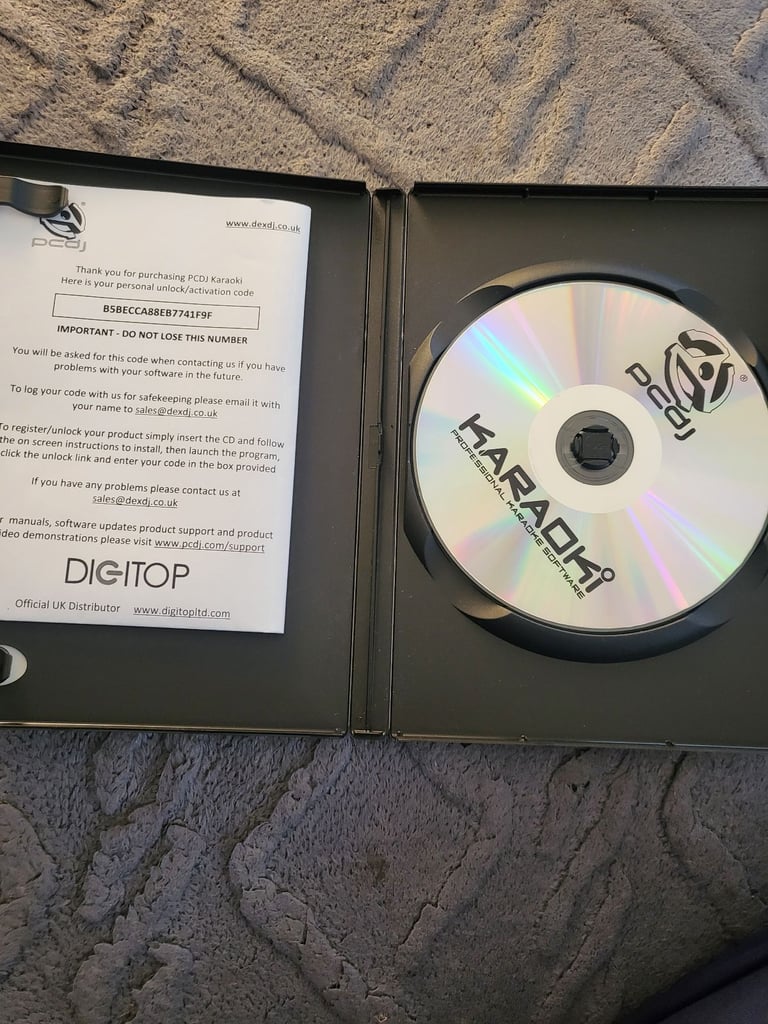 pcdj
www.dexdj.co.uk
Thank you for purchasing PCDJ Karaoki
Here is your personal unlock/activation code
B5BECCA88EB7741F9F
IMPORTANT - DO NOT LOSE THIS NUMBER
You will be asked for this code when contacting us if you have
problems with your software in the future.
To log your code with us for safekeeping please email it with
your name to sales@dexdj.co.uk
To register/unlock your product simply insert the CD and follow
the on screen instructions to install, then launch the program,
click the unlock link and enter your code in the box provided
If you have any problems please contact us at
sales@dexdj.co.uk
r manuals, software updates product support and product
ideo demonstrations please visit www.pcdj.com/support
DIGITOP
Official UK Distributor www.digitopltd.com
pcdj ®
KARAOKi
PROFESSIONAL KARAOKE SOFTWARE